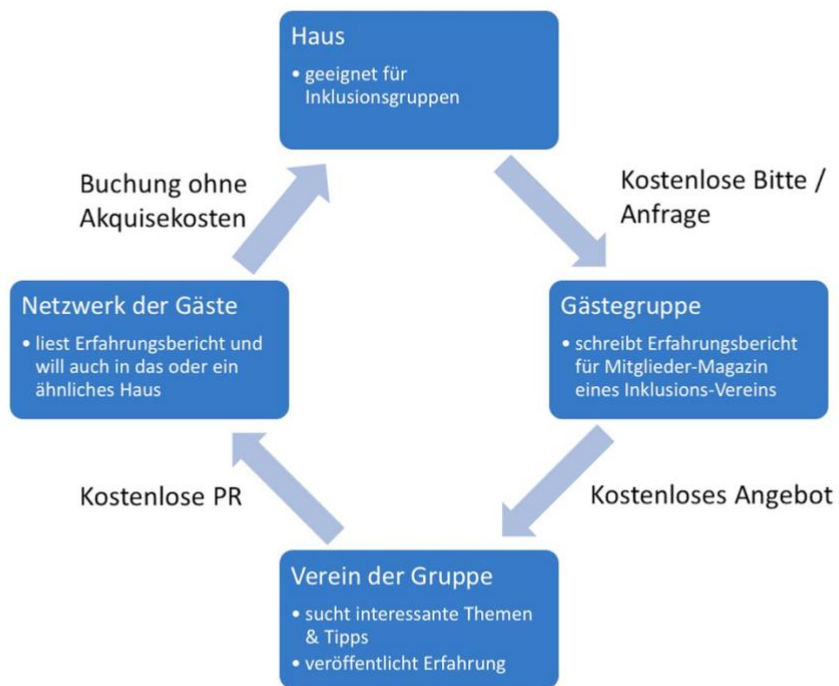 Haus
• geeignet für
Inklusionsgruppen
Kostenlose Bitte /
Anfrage
Gästegruppe
• schreibt Erfahrungsbericht
für Mitglieder-Magazin
eines Inklusions-Vereins
Kostenloses Angebot
Verein der Gruppe
• sucht interessante Themen
& Tipps
• veröffentlicht Erfahrung
Kostenlose PR
Netzwerk der Gäste
• liest Erfahrungsbericht und
will auch in das oder ein
ähnliches Haus
Buchung ohne
Akquisekosten